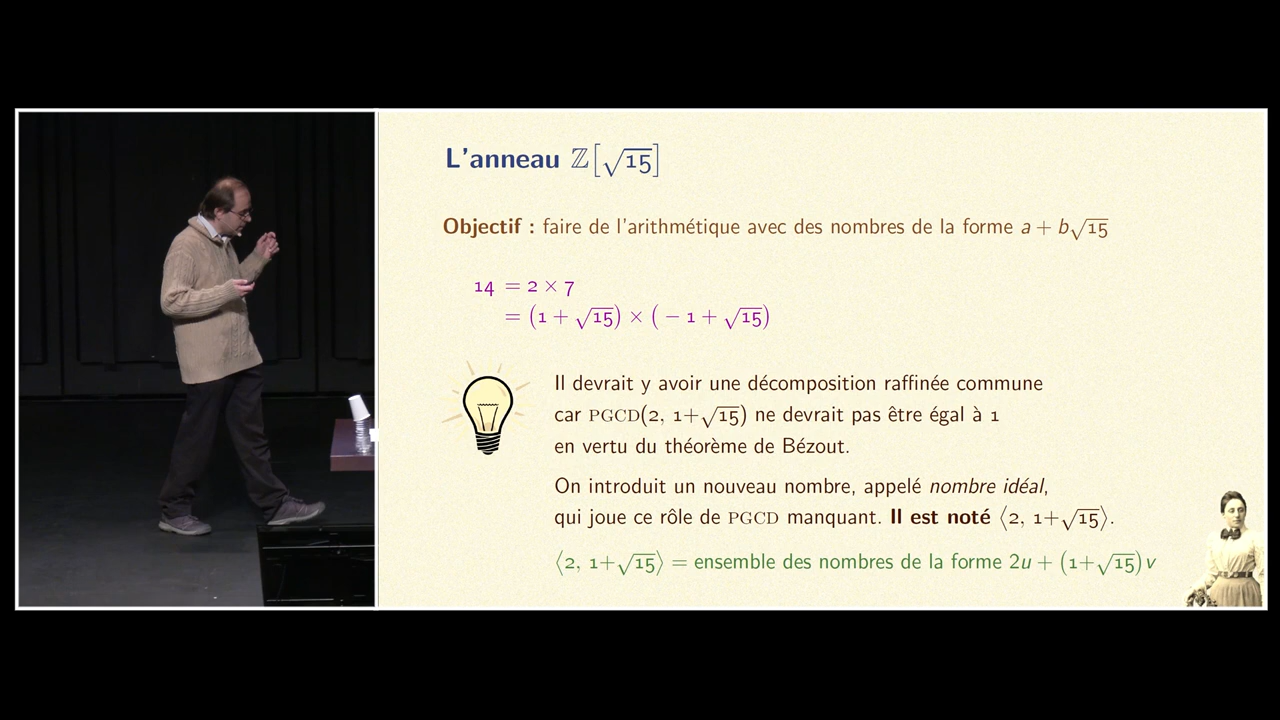 L'anneau ℤ[√15]
Objectif : faire de l'arithmétique avec des nombres de la forme a + b√15
14 = 2 × 7
= (1 + √15) × ( − 1 + √15)
Il devrait y avoir une décomposition raffinée commune
car PGCD(2, 1+√15) ne devrait pas être égal à 1
en vertu du théorème de Bézout.
On introduit un nouveau nombre, appelé nombre idéal,
qui joue ce rôle de PGCD manquant. Il est noté ⟨2, 1+√15⟩.
⟨2, 1+√15⟩ = ensemble des nombres de la forme 2u + (1+√15)v